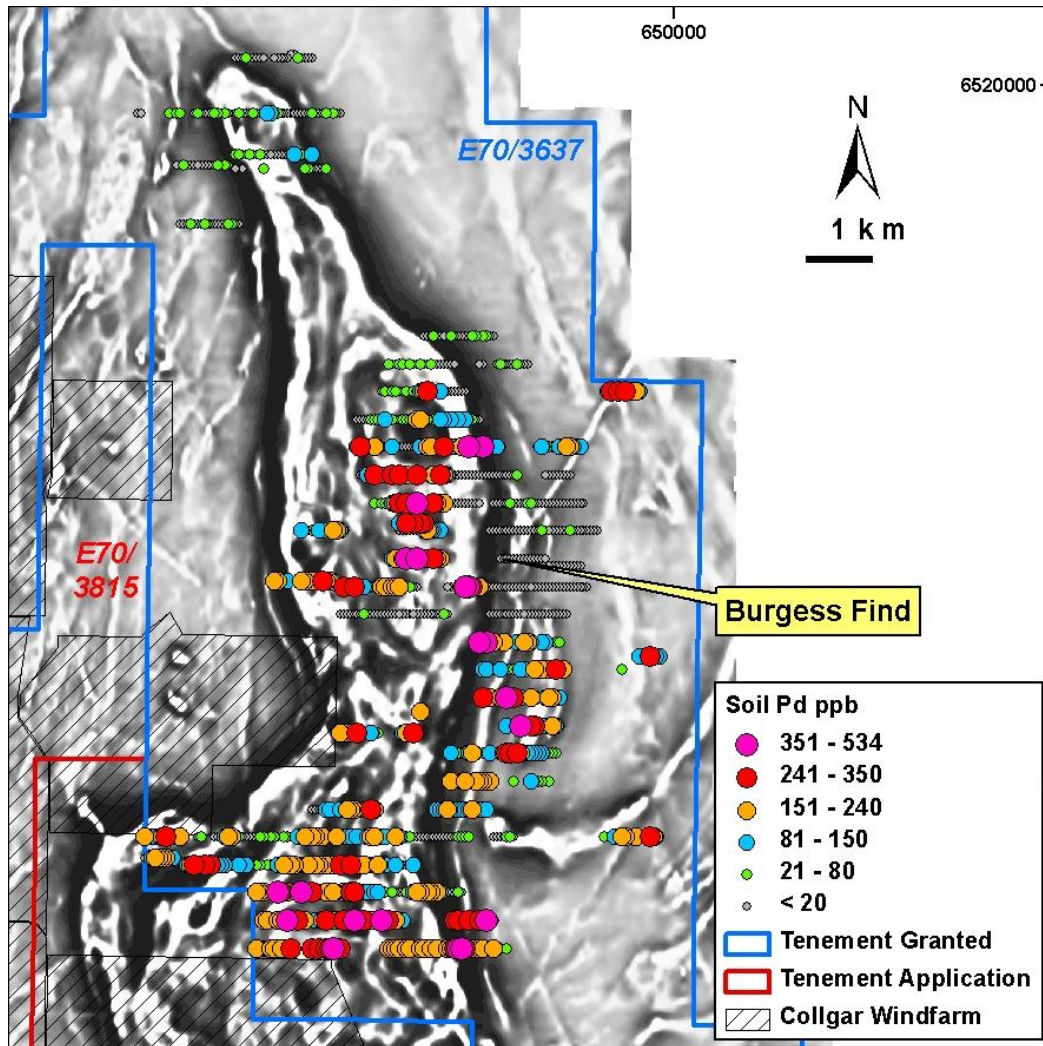 650000
6520000
N
E70/3637
1 km
E70/
3815
Burgess Find
Soil Pd ppb
351 - 534
241 - 350
151 - 240
81 - 150
21 - 80
< 20
Tenement Granted
Tenement Application
Collgar Windfarm